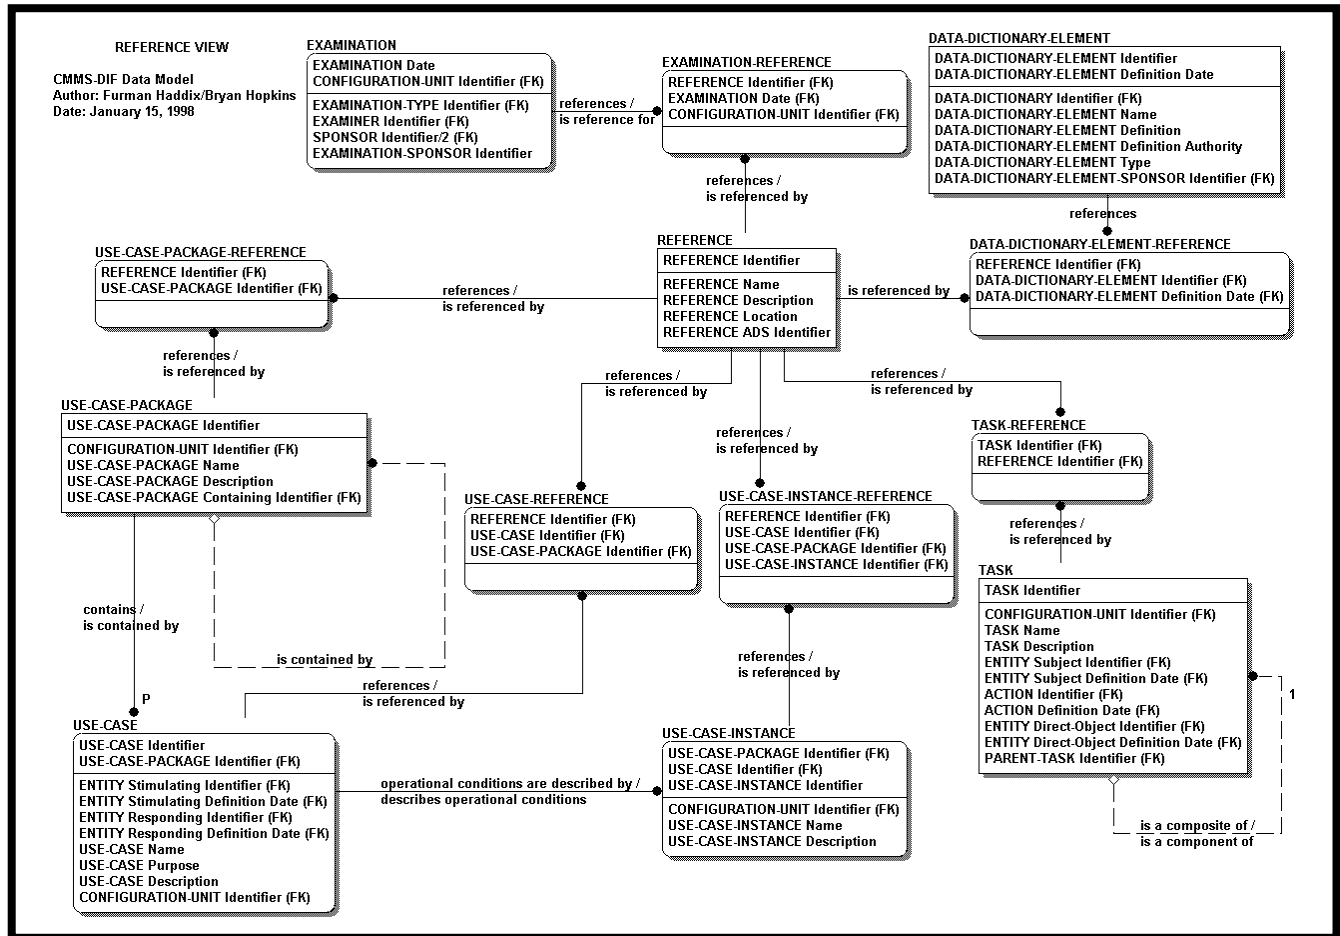 REFERENCE VIEW
CMMS-DIF Data Model
Author: Furman Haddix/Bryan Hopkins
Date: January 15, 1998
EXAMINATION
EXAMINATION Date
CONFIGURATION-UNIT Identifier (FK)
EXAMINATION-TYPE Identifier (FK)
EXAMINER Identifier (FK)
SPONSOR Identifier/2 (FK)
EXAMINATION-SPONSOR Identifier
references /
is reference for
EXAMINATION-REFERENCE
REFERENCE Identifier (FK)
EXAMINATION Date (FK)
CONFIGURATION-UNIT Identifier (FK)
references /
is referenced by
DATA-DICTIONARY-ELEMENT
DATA-DICTIONARY-ELEMENT Identifier
DATA-DICTIONARY-ELEMENT Definition Date
DATA-DICTIONARY Identifier (FK)
DATA-DICTIONARY-ELEMENT Name
DATA-DICTIONARY-ELEMENT Definition
DATA-DICTIONARY-ELEMENT Definition Authority
DATA-DICTIONARY-ELEMENT Type
DATA-DICTIONARY-ELEMENT-SPONSOR Identifier (FK)
references
USE-CASE-PACKAGE-REFERENCE
REFERENCE Identifier (FK)
USE-CASE-PACKAGE Identifier (FK)
references /
is referenced by
REFERENCE
REFERENCE Identifier
REFERENCE Name
REFERENCE Description
REFERENCE Location
REFERENCE ADS Identifier
is referenced by
DATA-DICTIONARY-ELEMENT-REFERENCE
REFERENCE Identifier (FK)
DATA-DICTIONARY-ELEMENT Identifier (FK)
DATA-DICTIONARY-ELEMENT Definition Date (FK)
references /
is referenced by
references /
is referenced by
references /
is referenced by
references /
is referenced by
USE-CASE-PACKAGE
USE-CASE-PACKAGE Identifier
CONFIGURATION-UNIT Identifier (FK)
USE-CASE-PACKAGE Name
USE-CASE-PACKAGE Description
USE-CASE-PACKAGE Containing Identifier (FK)
is contained by
contains /
is contained by
P
USE-CASE-REFERENCE
REFERENCE Identifier (FK)
USE-CASE Identifier (FK)
USE-CASE-PACKAGE Identifier (FK)
references /
is referenced by
USE-CASE-INSTANCE-REFERENCE
REFERENCE Identifier (FK)
USE-CASE Identifier (FK)
USE-CASE-PACKAGE Identifier (FK)
USE-CASE-INSTANCE Identifier (FK)
references /
is referenced by
TASK-REFERENCE
TASK Identifier (FK)
REFERENCE Identifier (FK)
references /
is referenced by
TASK
TASK Identifier
CONFIGURATION-UNIT Identifier (FK)
TASK Name
TASK Description
ENTITY Subject Identifier (FK)
ENTITY Subject Definition Date (FK)
ACTION Identifier (FK)
ACTION Definition Date (FK)
ENTITY Direct-Object Identifier (FK)
ENTITY Direct-Object Definition Date (FK)
PARENT-TASK Identifier (FK)
1
is a composite of /
is a component of
USE-CASE
USE-CASE Identifier
USE-CASE-PACKAGE Identifier (FK)
ENTITY Stimulating Identifier (FK)
ENTITY Stimulating Definition Date (FK)
ENTITY Responding Identifier (FK)
ENTITY Responding Definition Date (FK)
USE-CASE Name
USE-CASE Purpose
USE-CASE Description
CONFIGURATION-UNIT Identifier (FK)
operational conditions are described by /
describes operational conditions
USE-CASE-INSTANCE
USE-CASE-PACKAGE Identifier (FK)
USE-CASE Identifier (FK)
USE-CASE-INSTANCE Identifier
CONFIGURATION-UNIT Identifier (FK)
USE-CASE-INSTANCE Name
USE-CASE-INSTANCE Description